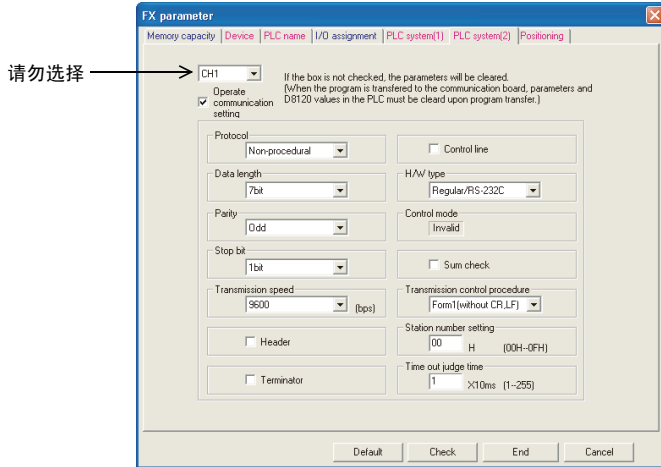 FX parameter
Memory capacity Device PLC name I/O assignment PLC system(1) PLC system(2) Positioning
请勿选择
CH1
If the box is not checked, the parameters will be cleared.
(When the program is transfered to the communication board, parameters and
D8120 values in the PLC must be cleard upon program transfer.)
Operate
communication
setting
Protocol
Non-procedural
Control line
Data length
7bit
H/W type
Regular/RS-232C
Parity
Odd
Control mode
Invalid
Stop bit
1bit
Sum check
Transmission speed
9600 (bps)
Transmission control procedure
Form1(without CR,LF)
Header
Station number setting
00 H (00H--0FH)
Terminator
Time out judge time
1 X10ms (1--255)
Default Check End Cancel